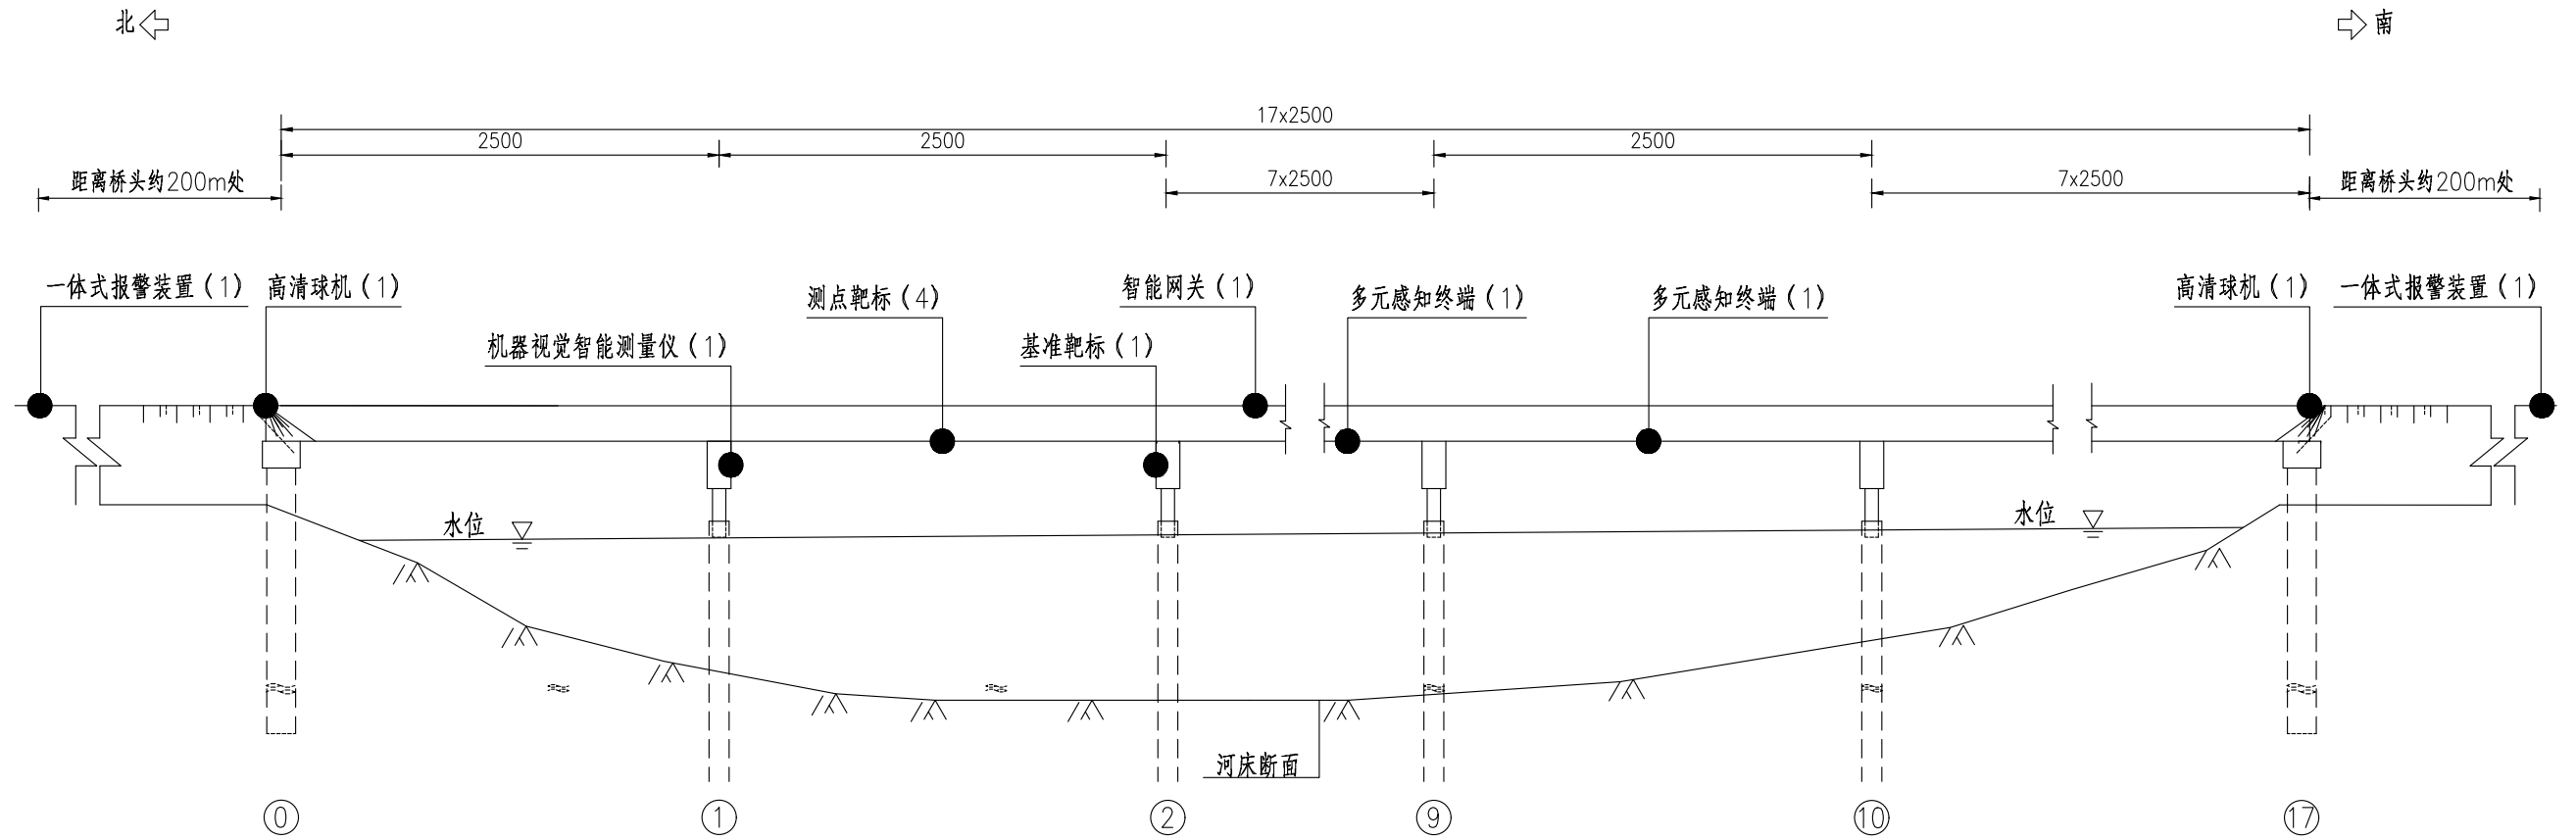 北
南
17x2500
2500
2500
2500
距离桥头约200m处
7x2500
7x2500
距离桥头约200m处
一体式报警装置（1）
高清球机（1）
测点靶标（4）
智能网关（1）
多元感知终端（1）
多元感知终端（1）
高清球机（1）
一体式报警装置（1）
机器视觉智能测量仪（1）
基准靶标（1）
水位
水位
河床断面
0
1
2
9
10
17